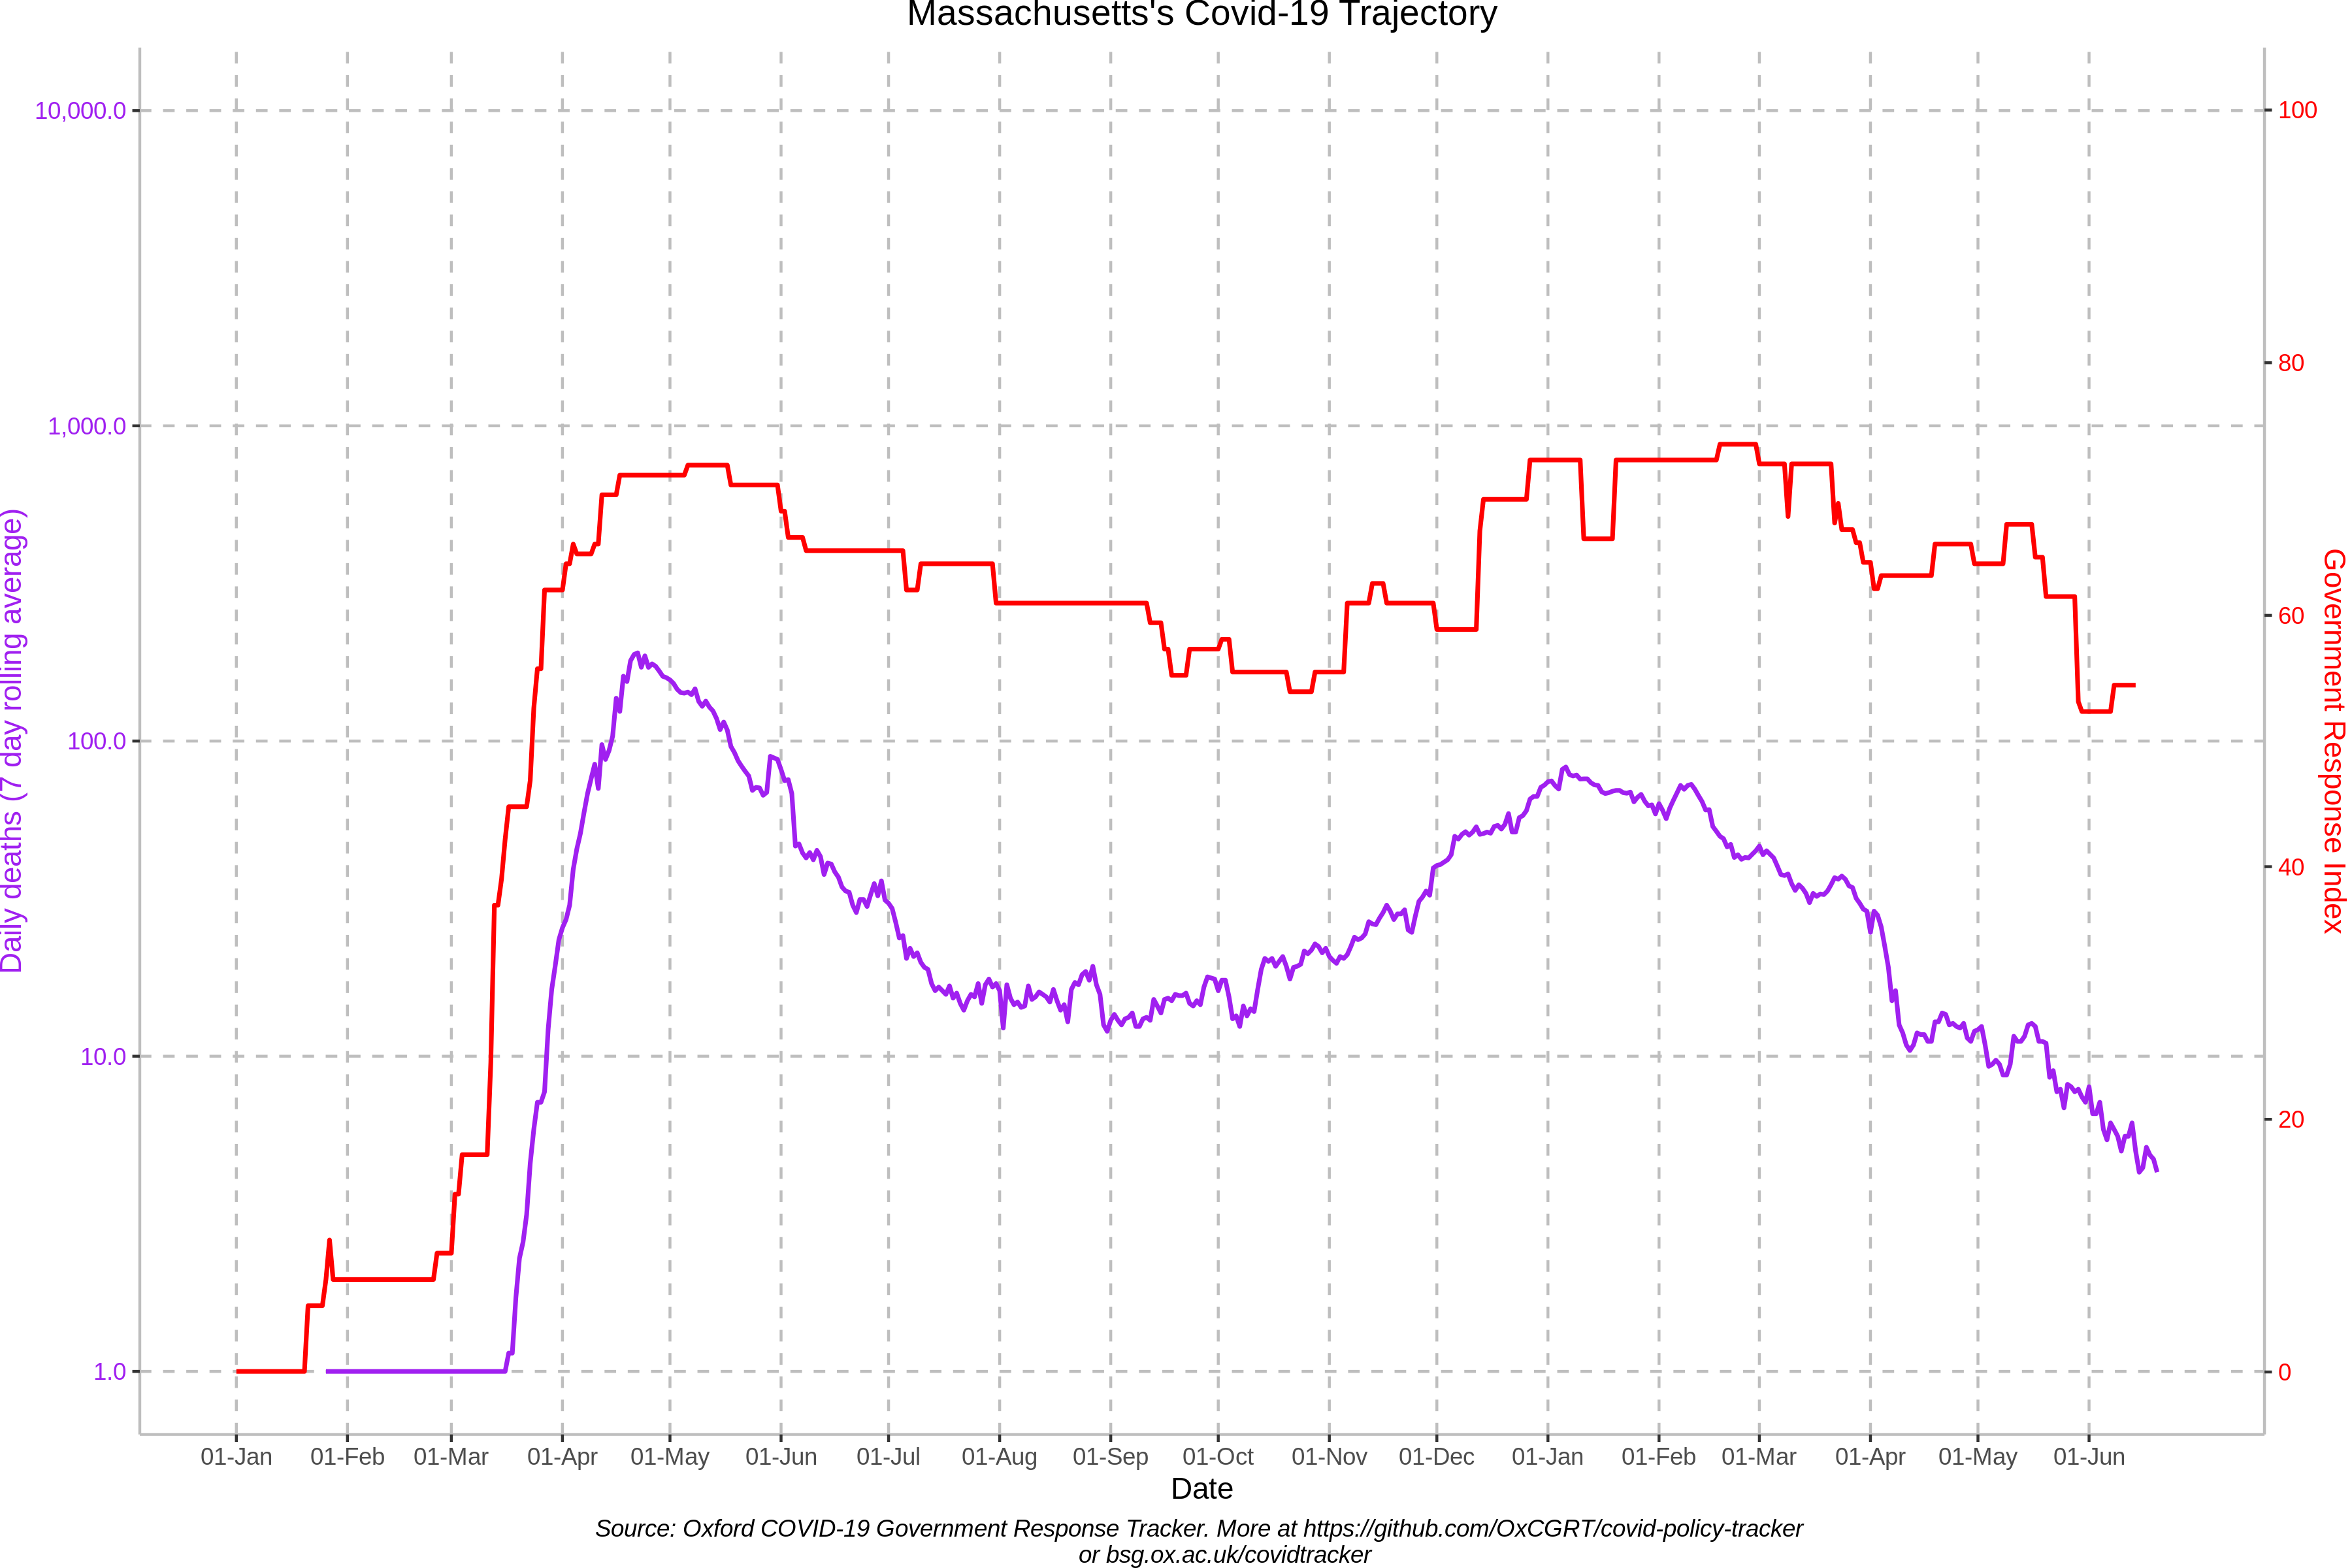 Massachusetts's Covid-19 Trajectory
10,000.0
1,000.0
100.0
10.0
1.0
Daily deaths (7 day rolling average)
100
80
60
40
20
0
Government Response Index
01-Jan 01-Feb 01-Mar 01-Apr 01-May 01-Jun 01-Jul 01-Aug 01-Sep 01-Oct 01-Nov 01-Dec 01-Jan 01-Feb 01-Mar 01-Apr 01-May 01-Jun
Date
Source: Oxford COVID-19 Government Response Tracker. More at https://github.com/OxCGRT/covid-policy-tracker
or bsg.ox.ac.uk/covidtracker